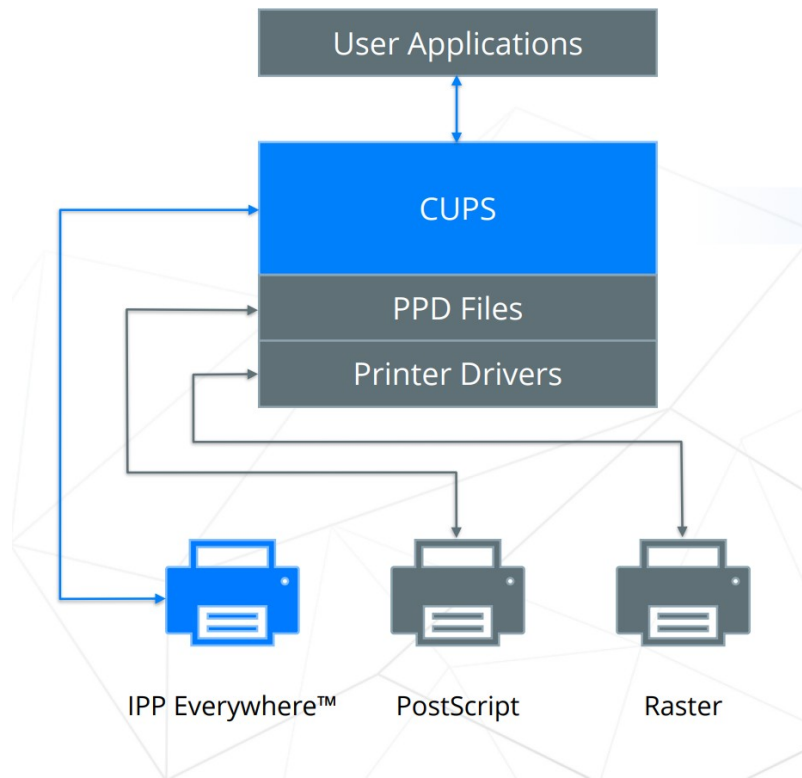 User Applications
CUPS
PPD Files
Printer Drivers
IPP Everywhere™
PostScript
Raster